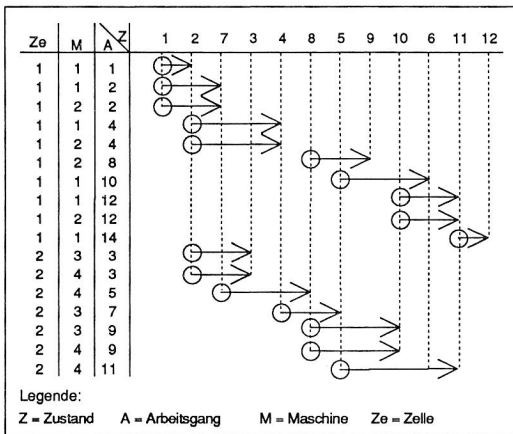 Z
Ze M A 1 2 7 3 4 8 5 9 10 6 11 12
1 1 1
1 1 2
1 2 2
1 1 4
1 2 4
1 2 8
1 1 10
1 1 12
1 2 12
1 1 14
2 3 3
2 4 3
2 4 5
2 3 7
2 3 9
2 4 9
2 4 11
Legende:
Z = Zustand A = Arbeitsgang M = Maschine Ze = Zelle